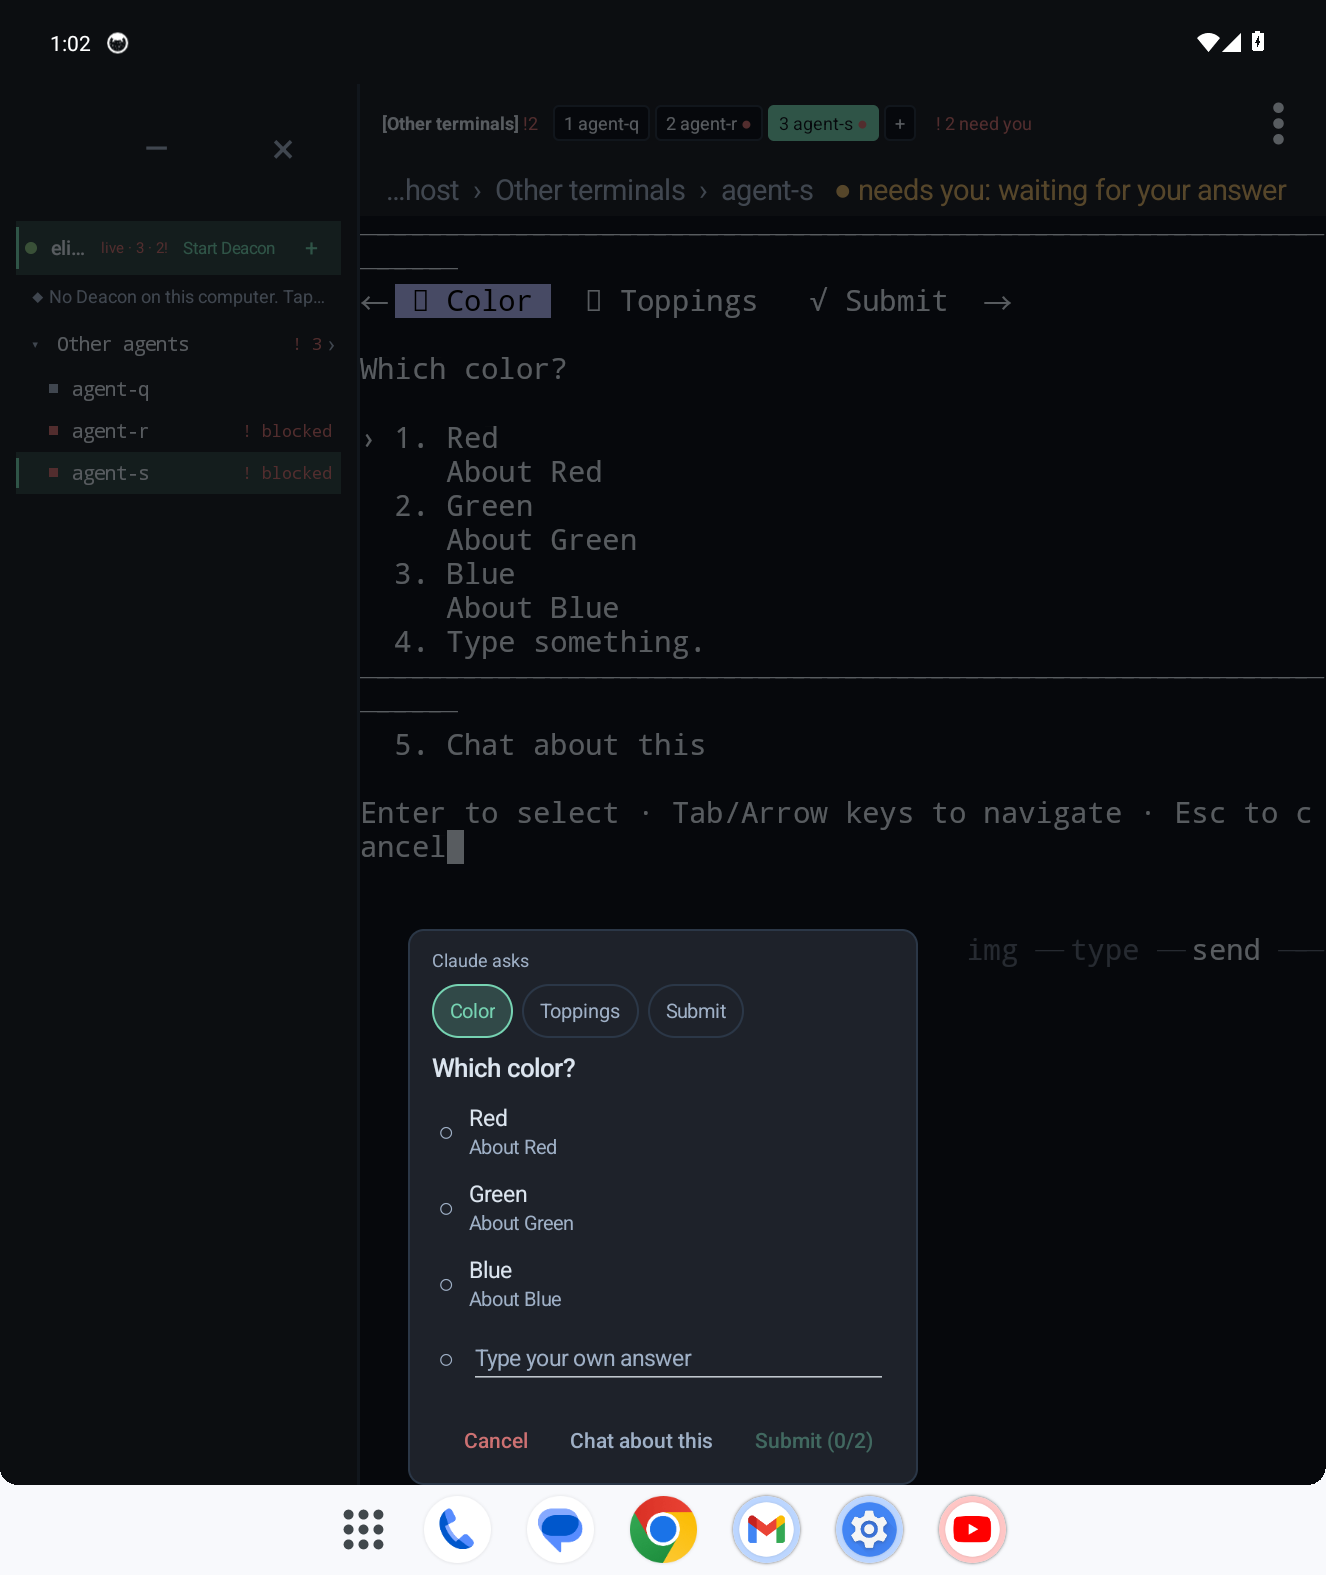 1:02
[Other terminals] !2 1 agent-q 2 agent-r 3 agent-s + ! 2 need you
...host › Other terminals › agent-s ● needs you: waiting for your answer
eli... live · 3 · 2! Start Deacon +
No Deacon on this computer. Tap...
Other agents ! 3 ›
agent-q
agent-r ! blocked
agent-s ! blocked
← Color Toppings √ Submit →
Which color?
› 1. Red
About Red
2. Green
About Green
3. Blue
About Blue
4. Type something.
5. Chat about this
Enter to select · Tab/Arrow keys to navigate · Esc to c
ancel
img type send
Claude asks
Color Toppings Submit
Which color?
Red
About Red
Green
About Green
Blue
About Blue
Type your own answer
Cancel Chat about this Submit (0/2)